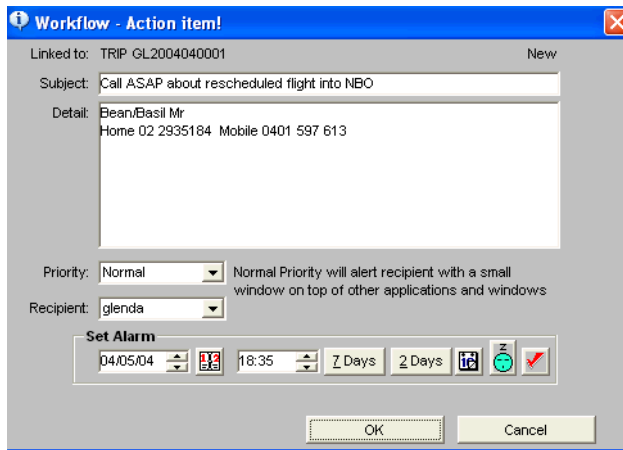 Workflow - Action item!
Linked to: TRIP GL2004040001 New
Subject: Call ASAP about rescheduled flight into NBO
Detail: Bean/Basil Mr
Home 02 2935184 Mobile 0401 597 613
Priority: Normal Normal Priority will alert recipient with a small
window on top of other applications and windows
Recipient: glenda
Set Alarm
04/05/04 18:35 7 Days 2 Days
OK Cancel